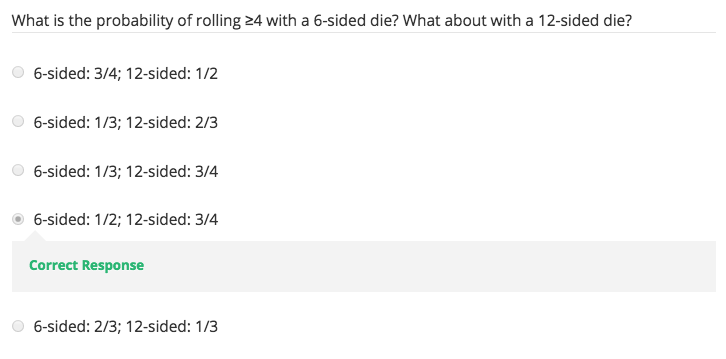 What is the probability of rolling ≥4 with a 6-sided die? What about with a 12-sided die?
6-sided: 3/4; 12-sided: 1/2
6-sided: 1/3; 12-sided: 2/3
6-sided: 1/3; 12-sided: 3/4
6-sided: 1/2; 12-sided: 3/4
Correct Response
6-sided: 2/3; 12-sided: 1/3